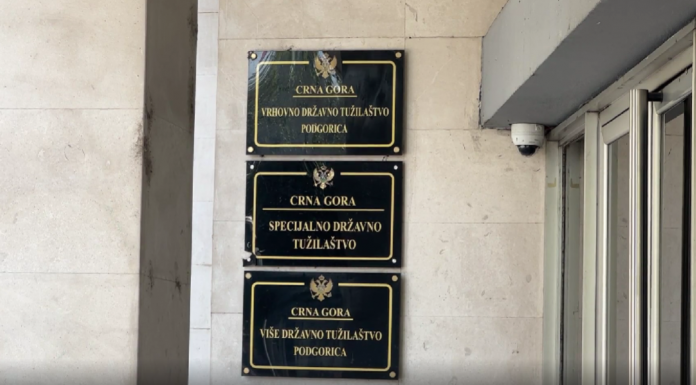 CRNA GORA
VRHOVNO DRŽAVNO TUŽILAŠTVO
PODGORICA
CRNA GORA
SPECIJALNO DRŽAVNO
TUŽILAŠTVO
CRNA GORA
VIŠE DRŽAVNO TUŽILAŠTVO
PODGORICA